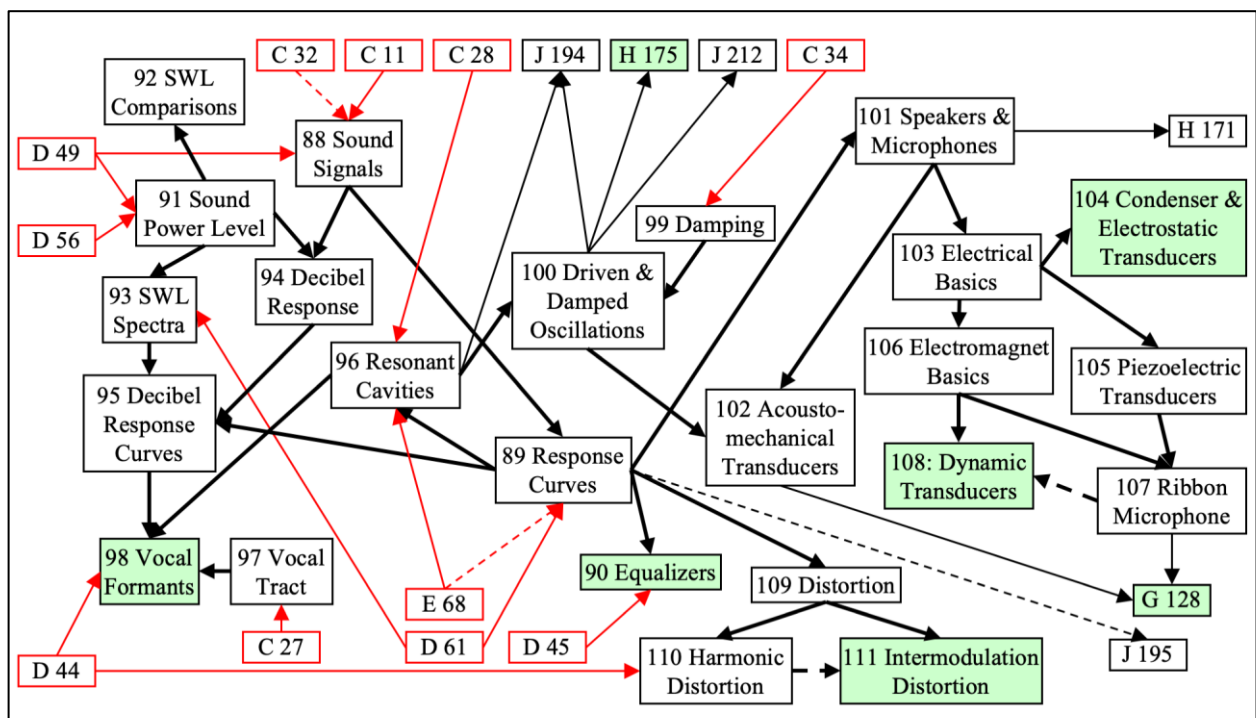 C 32
C 11
C 28
J 194
H 175
J 212
C 34
92 SWL
Comparisons
101 Speakers &
Microphones
H 171
88 Sound
Signals
D 49
91 Sound
Power Level
D 56
99 Damping
104 Condenser &
Electrostatic
Transducers
103 Electrical
Basics
94 Decibel
Response
100 Driven &
Damped
Oscillations
93 SWL
Spectra
96 Resonant
Cavities
106 Electromagnet
Basics
105 Piezoelectric
Transducers
95 Decibel
Response
Curves
102 Acousto-
mechanical
Transducers
89 Response
Curves
108: Dynamic
Transducers
107 Ribbon
Microphone
98 Vocal
Formants
97 Vocal
Tract
90 Equalizers
109 Distortion
E 68
G 128
C 27
D 61
D 45
J 195
D 44
110 Harmonic
Distortion
111 Intermodulation
Distortion